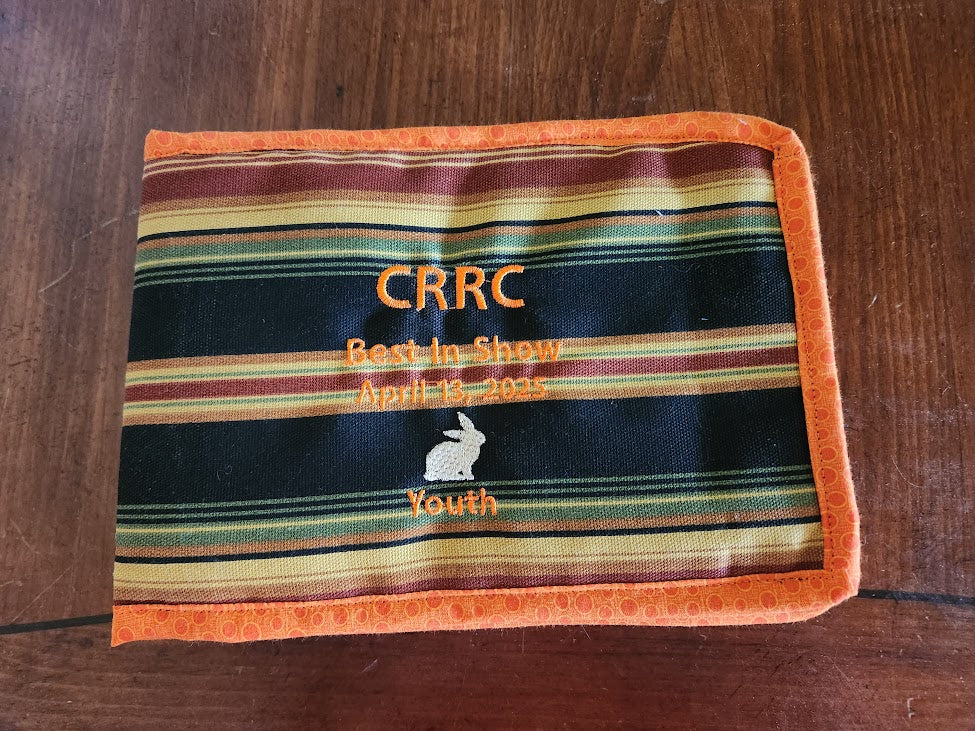 CRRC
Best In Show
April 13, 2025
Youth